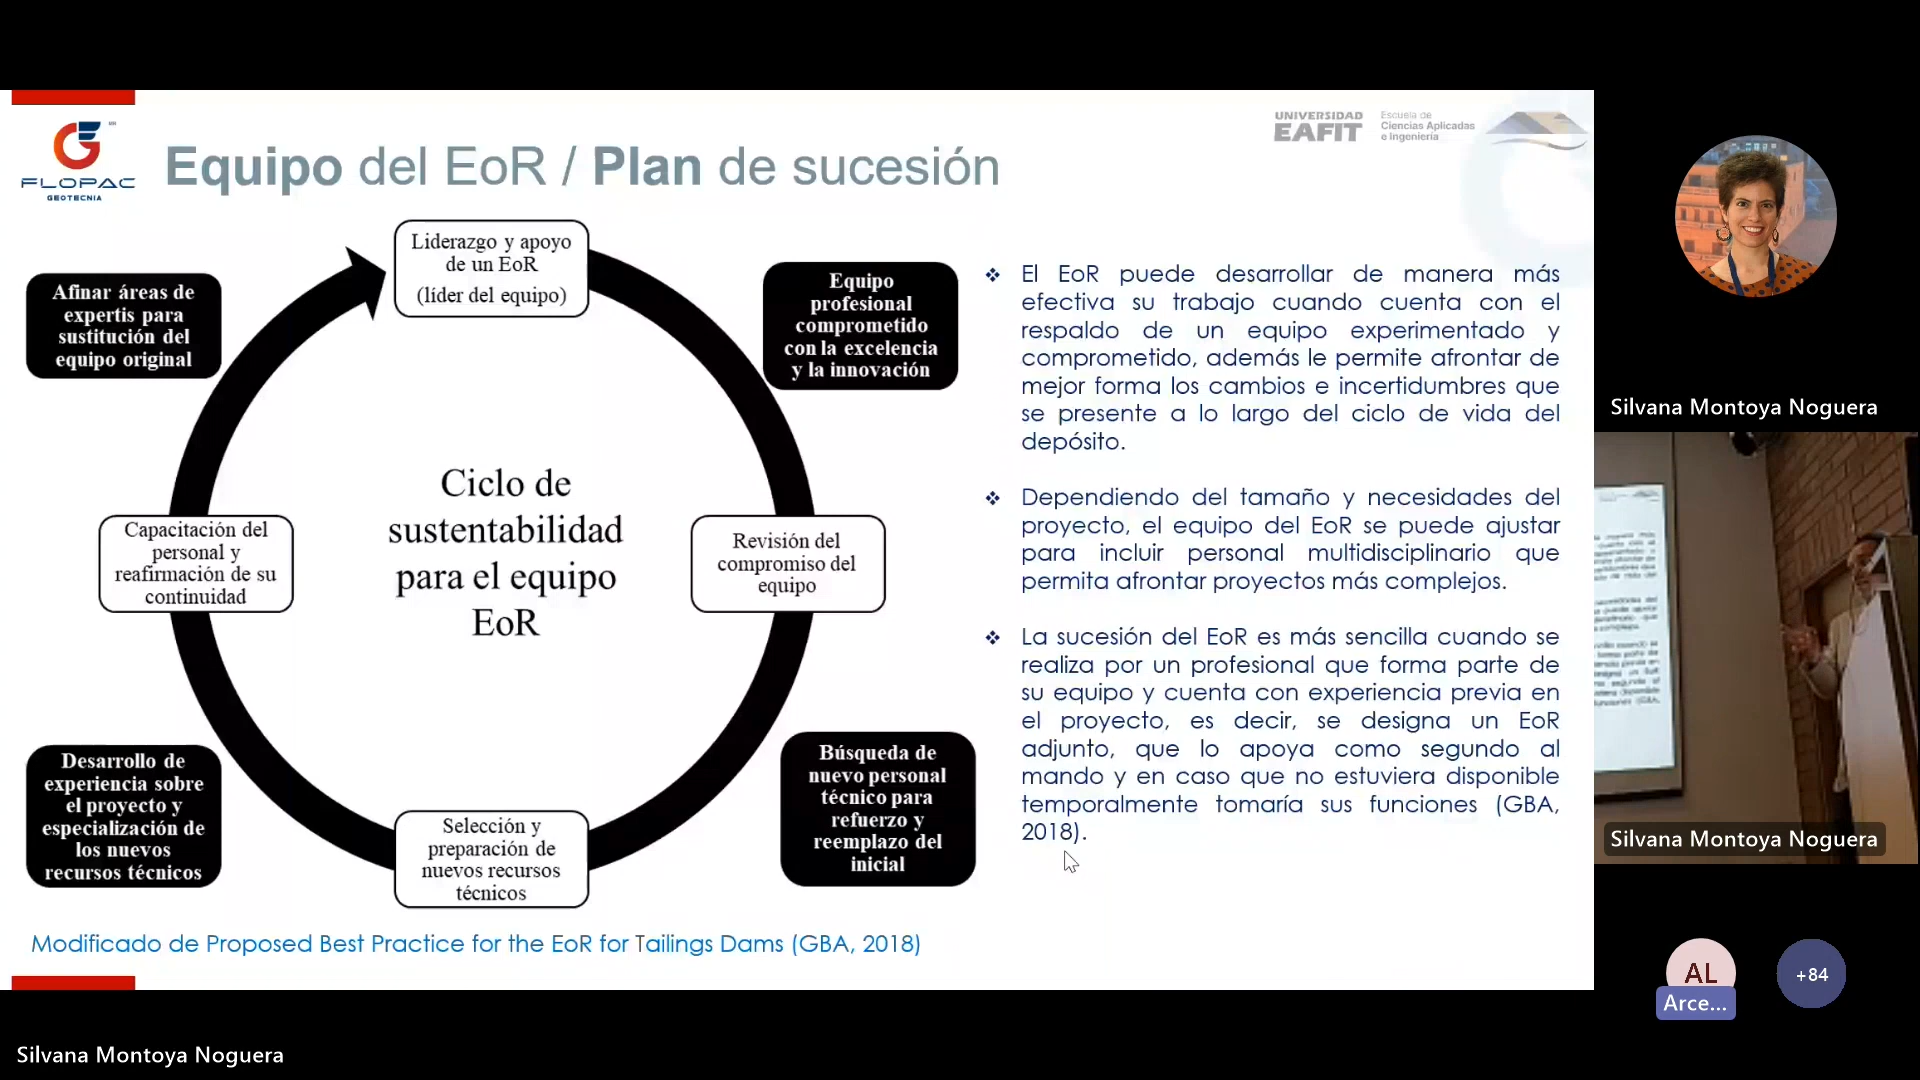 FLOPAC
GEOTECNIA
Equipo del EoR / Plan de sucesión
UNIVERSIDAD
EAFIT
Escuela de
Ciencias Aplicadas
e Ingeniería
Liderazgo y apoyo
de un EoR
(líder del equipo)
Afinar áreas de
expertis para
sustitución del
equipo original
Equipo
profesional
comprometido
con la excelencia
y la innovación
Capacitación del
personal y
reafirmación de su
continuidad
Ciclo de
sustentabilidad
para el equipo
EoR
Revisión del
compromiso del
equipo
Desarrollo de
experiencia sobre
el proyecto y
especialización de
los nuevos
recursos técnicos
Selección y
preparación de
nuevos recursos
técnicos
Búsqueda de
nuevo personal
técnico para
refuerzo y
reemplazo del
inicial
Modificado de Proposed Best Practice for the EoR for Tailings Dams (GBA, 2018)
❖ El EoR puede desarrollar de manera más
efectiva su trabajo cuando cuenta con el
respaldo de un equipo experimentado y
comprometido, además le permite afrontar de
mejor forma los cambios e incertidumbres que
se presente a lo largo del ciclo de vida del
depósito.
❖ Dependiendo del tamaño y necesidades del
proyecto, el equipo del EoR se puede ajustar
para incluir personal multidisciplinario que
permita afrontar proyectos más complejos.
❖ La sucesión del EoR es más sencilla cuando se
realiza por un profesional que forma parte de
su equipo y cuenta con experiencia previa en
el proyecto, es decir, se designa un EoR
adjunto, que lo apoya como segundo al
mando y en caso que no estuviera disponible
temporalmente tomaría sus funciones (GBA,
2018).
Silvana Montoya Noguera
Silvana Montoya Noguera
AL
Arce...
+84
Silvana Montoya Noguera